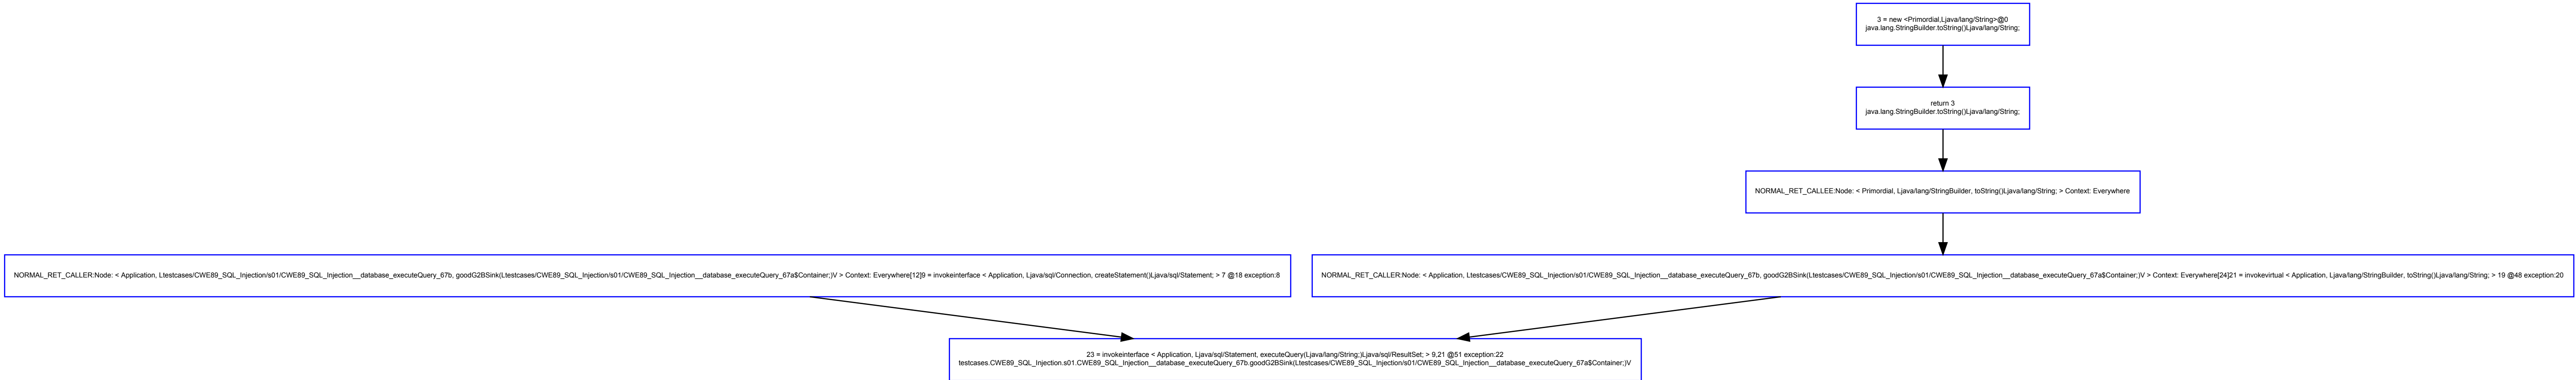 3 = new <Primordial,Ljava/lang/String>@0
java.lang.StringBuilder.toString()Ljava/lang/String;
return 3
java.lang.StringBuilder.toString()Ljava/lang/String;
NORMAL_RET_CALLEE:Node: < Primordial, Ljava/lang/StringBuilder, toString()Ljava/lang/String; > Context: Everywhere
NORMAL_RET_CALLER:Node: < Application, Ltestcases/CWE89_SQL_Injection/s01/CWE89_SQL_Injection__database_executeQuery_67b, goodG2BSink(Ltestcases/CWE89_SQL_Injection/s01/CWE89_SQL_Injection__database_executeQuery_67a$Container;)V > Context: Everywhere[12]9 = invokeinterface < Application, Ljava/sql/Connection, createStatement()Ljava/sql/Statement; > 7 @18 exception:8
NORMAL_RET_CALLER:Node: < Application, Ltestcases/CWE89_SQL_Injection/s01/CWE89_SQL_Injection__database_executeQuery_67b, goodG2BSink(Ltestcases/CWE89_SQL_Injection/s01/CWE89_SQL_Injection__database_executeQuery_67a$Container;)V > Context: Everywhere[24]21 = invokevirtual < Application, Ljava/lang/StringBuilder, toString()Ljava/lang/String; > 19 @48 exception:20
23 = invokeinterface < Application, Ljava/sql/Statement, executeQuery(Ljava/lang/String;)Ljava/sql/ResultSet; > 9,21 @51 exception:22
testcases.CWE89_SQL_Injection.s01.CWE89_SQL_Injection__database_executeQuery_67b.goodG2BSink(Ltestcases/CWE89_SQL_Injection/s01/CWE89_SQL_Injection__database_executeQuery_67a$Container;)V